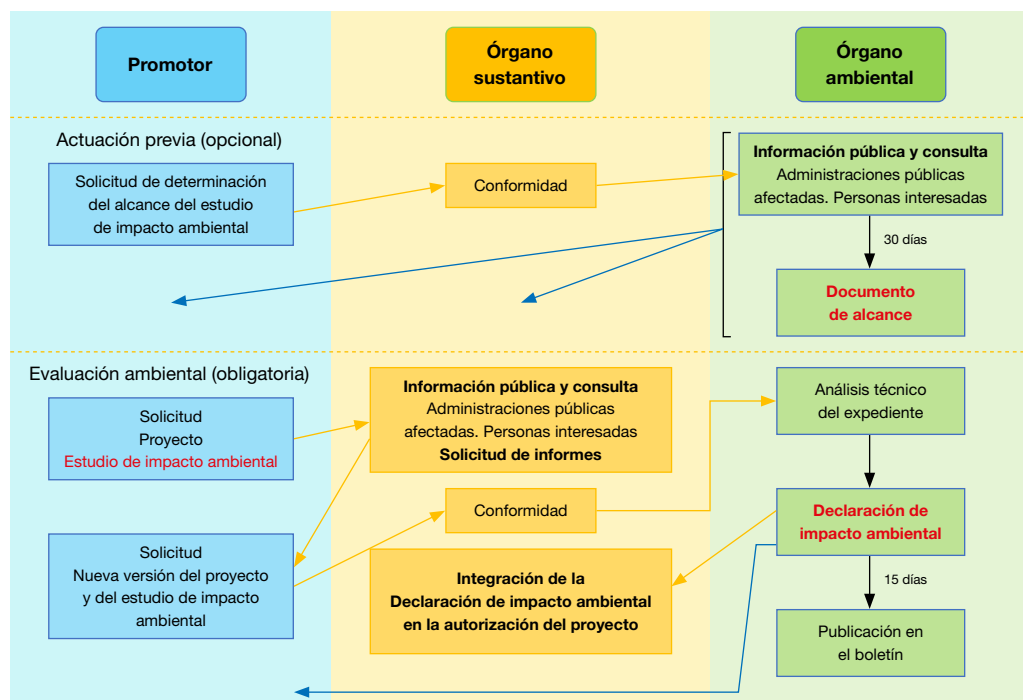 Promotor
Órgano
sustantivo
Órgano
ambiental
Actuación previa (opcional)
Solicitud de determinación
del alcance del estudio
de impacto ambiental
Conformidad
Información pública y consulta
Administraciones públicas
afectadas. Personas interesadas
30 días
Documento
de alcance
Evaluación ambiental (obligatoria)
Solicitud
Proyecto
Estudio de impacto ambiental
Información pública y consulta
Administraciones públicas
afectadas. Personas interesadas
Solicitud de informes
Análisis técnico
del expediente
Solicitud
Nueva versión del proyecto
y del estudio de impacto
ambiental
Conformidad
Declaración de
impacto ambiental
Integración de la
Declaración de impacto ambiental
en la autorización del proyecto
15 días
Publicación en
el boletín